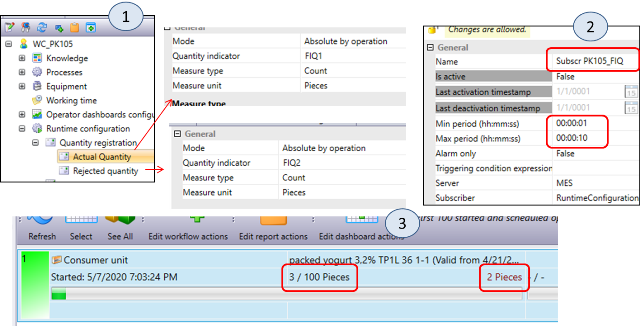 1
WC_PK105
Knowledge
Processes
Equipment
Working time
Operator dashboards configu
Runtime configuration
Quantity registration
Actual Quantity
Rejected quantity
General
Mode Absolute by operation
Quantity indicator FIQ1
Measure type Count
Measure unit Pieces
Measure type
General
Mode Absolute by operation
Quantity indicator FIQ2
Measure type Count
Measure unit Pieces
2
Changes are allowed.
General
Name Subscr PK105_FIQ
Is active False
Last activation timestamp 1/1/0001 15
Last deactivation timestamp 1/1/0001 15
Min period (hh:mm:ss) 00:00:01
Max period (hh:mm:ss) 00:00:10
Alarm only False
Triggering condition expression
Server MES
Subscriber RuntimeConfiguration
3
first 100 started and scheduled op
Refresh Select See All Edit workflow actions Edit report actions Edit dashboard actions
1 Consumer unit packed yogurt 3,2% TP1L 36 1-1 (Valid from 4/21/2...
Started: 5/7/2020 7:03:24 PM 3 / 100 Pieces 2 Pieces - / -